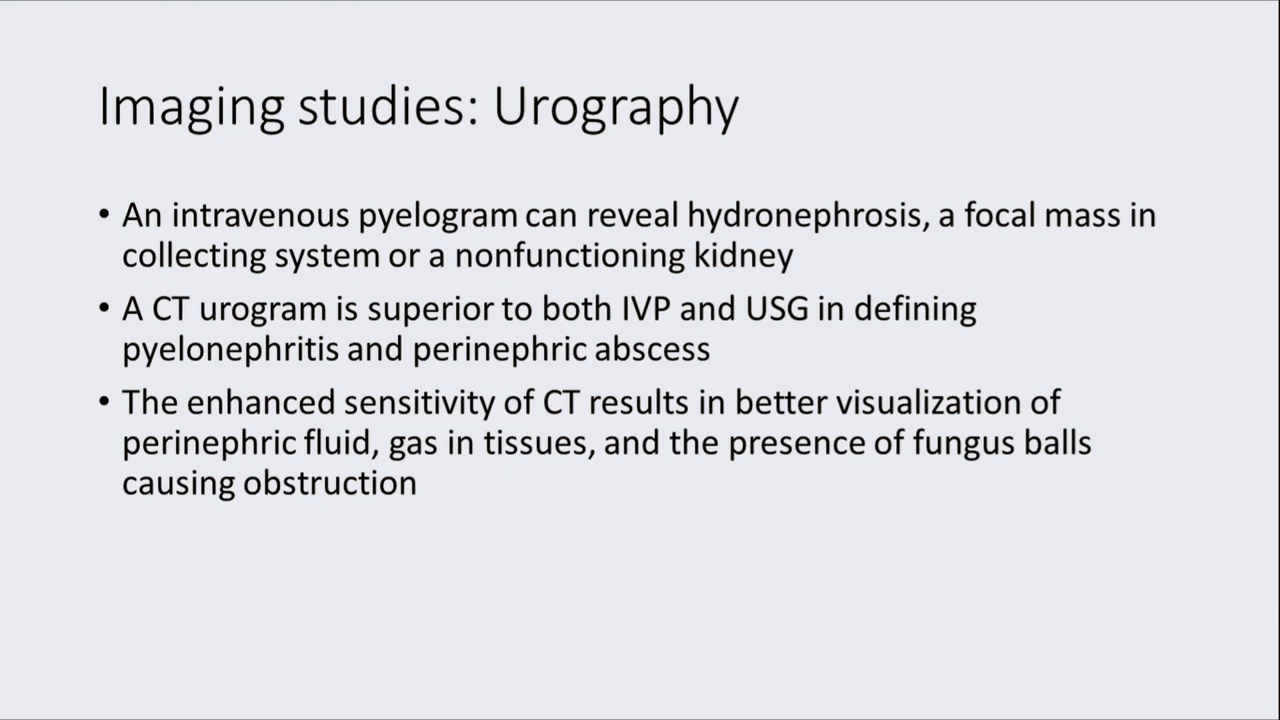 Imaging studies: Urography
• An intravenous pyelogram can reveal hydronephrosis, a focal mass in
collecting system or a nonfunctioning kidney
• A CT urogram is superior to both IVP and USG in defining
pyelonephritis and perinephric abscess
• The enhanced sensitivity of CT results in better visualization of
perinephric fluid, gas in tissues, and the presence of fungus balls
causing obstruction